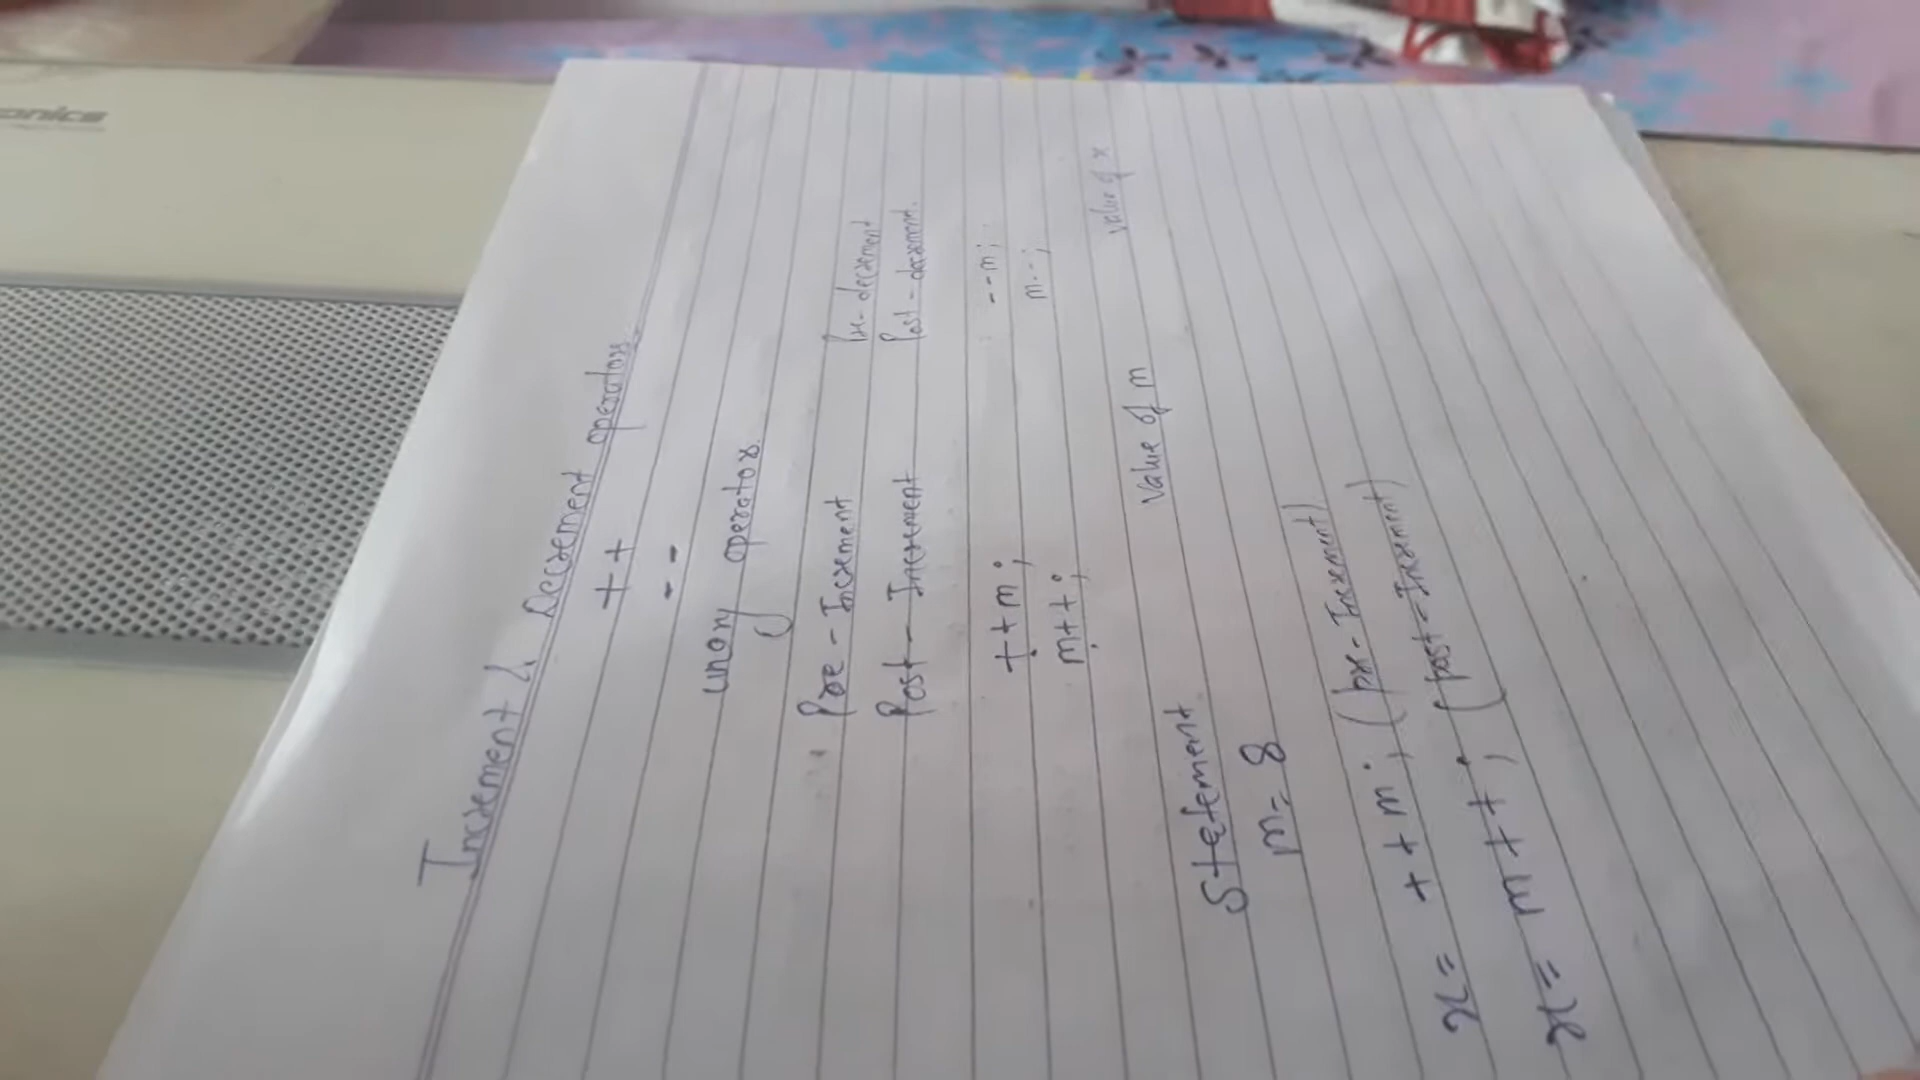 onics
Increment & Decrement operators
++
--
unary operator.
Pre - Increment Pre - decrement
Post - Increment Post - decrement.
++m; --m;
m++; m--;
Statement Value of m Value of x
m = 8
x = ++m; (pre - Increment)
x = m++; (post - Increment)